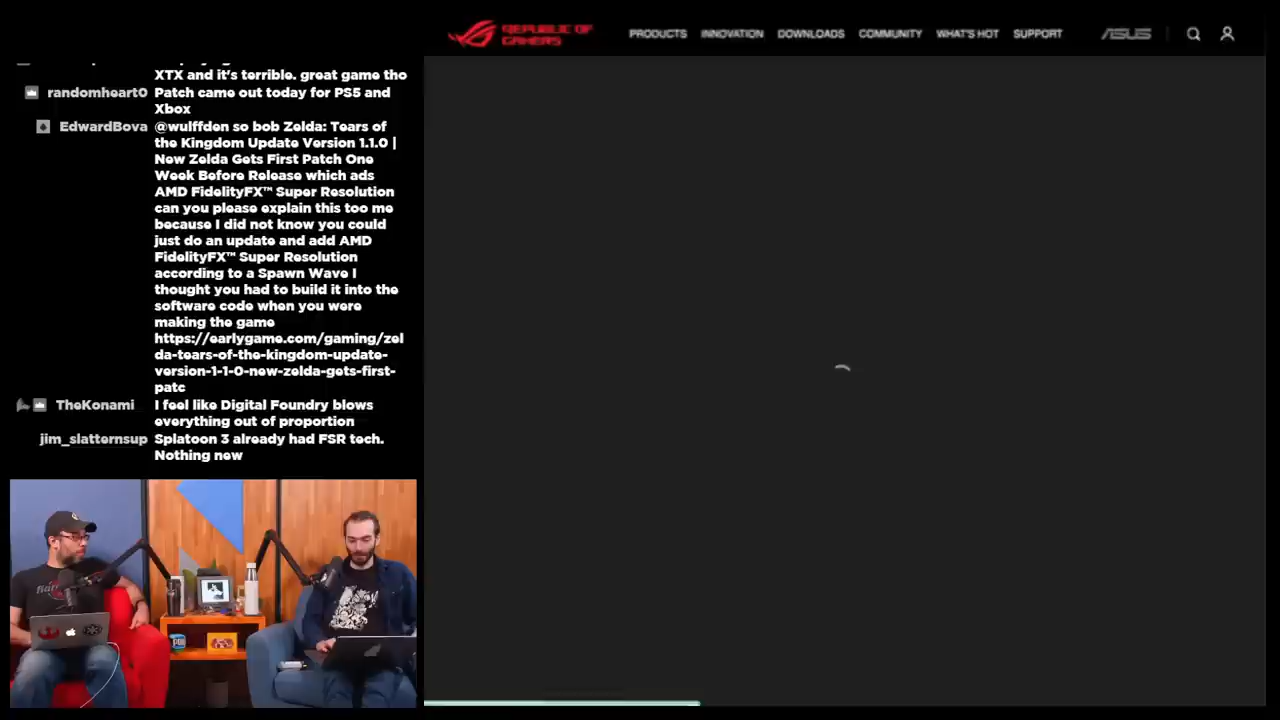 REPUBLIC OF
GAMERS
PRODUCTS INNOVATION DOWNLOADS COMMUNITY WHAT'S HOT SUPPORT
ASUS
XTX and it's terrible. great game tho
randomheart0 Patch came out today for PS5 and
Xbox
EdwardBova @wulffden so bob Zelda: Tears of
the Kingdom Update Version 1.1.0 |
New Zelda Gets First Patch One
Week Before Release which ads
AMD FidelityFX™ Super Resolution
can you please explain this too me
because I did not know you could
just do an update and add AMD
FidelityFX™ Super Resolution
according to a Spawn Wave I
thought you had to build it into the
software code when you were
making the game
https://earlygame.com/gaming/zel
da-tears-of-the-kingdom-update-
version-1-1-0-new-zelda-gets-first-
patc
TheKonami I feel like Digital Foundry blows
everything out of proportion
jim_slatternsup Splatoon 3 already had FSR tech.
Nothing new